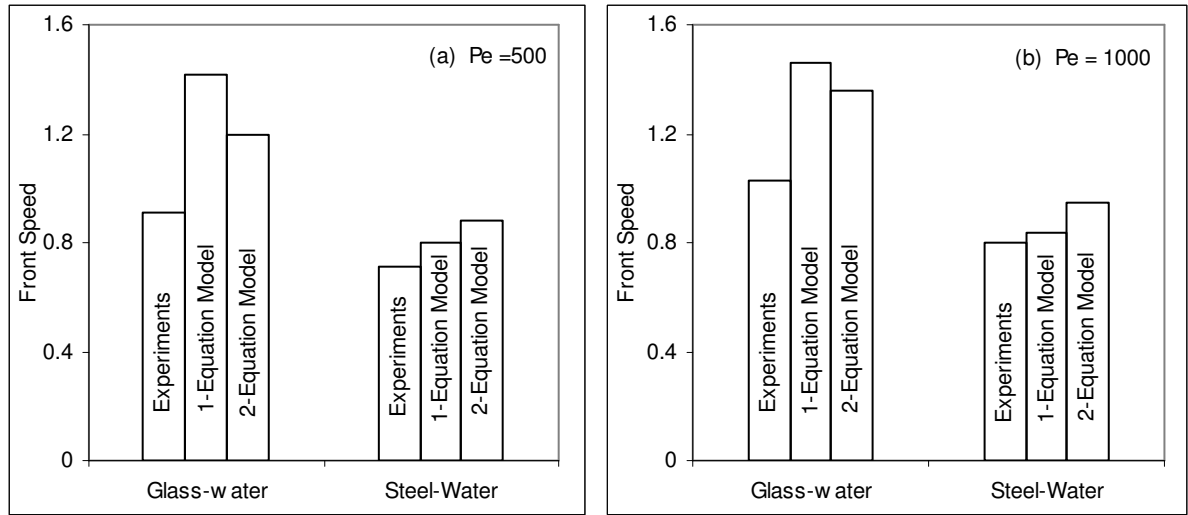 1.6
1.2
0.8
0.4
0
Front Speed
(a) Pe =500
Experiments
1-Equation Model
2-Equation Model
Experiments
1-Equation Model
2-Equation Model
Glass-w ater
Steel-Water
1.6
1.2
0.8
0.4
0
Front Speed
(b) Pe = 1000
Experiments
1-Equation Model
2-Equation Model
Experiments
1-Equation Model
2-Equation Model
Glass-w ater
Steel-Water